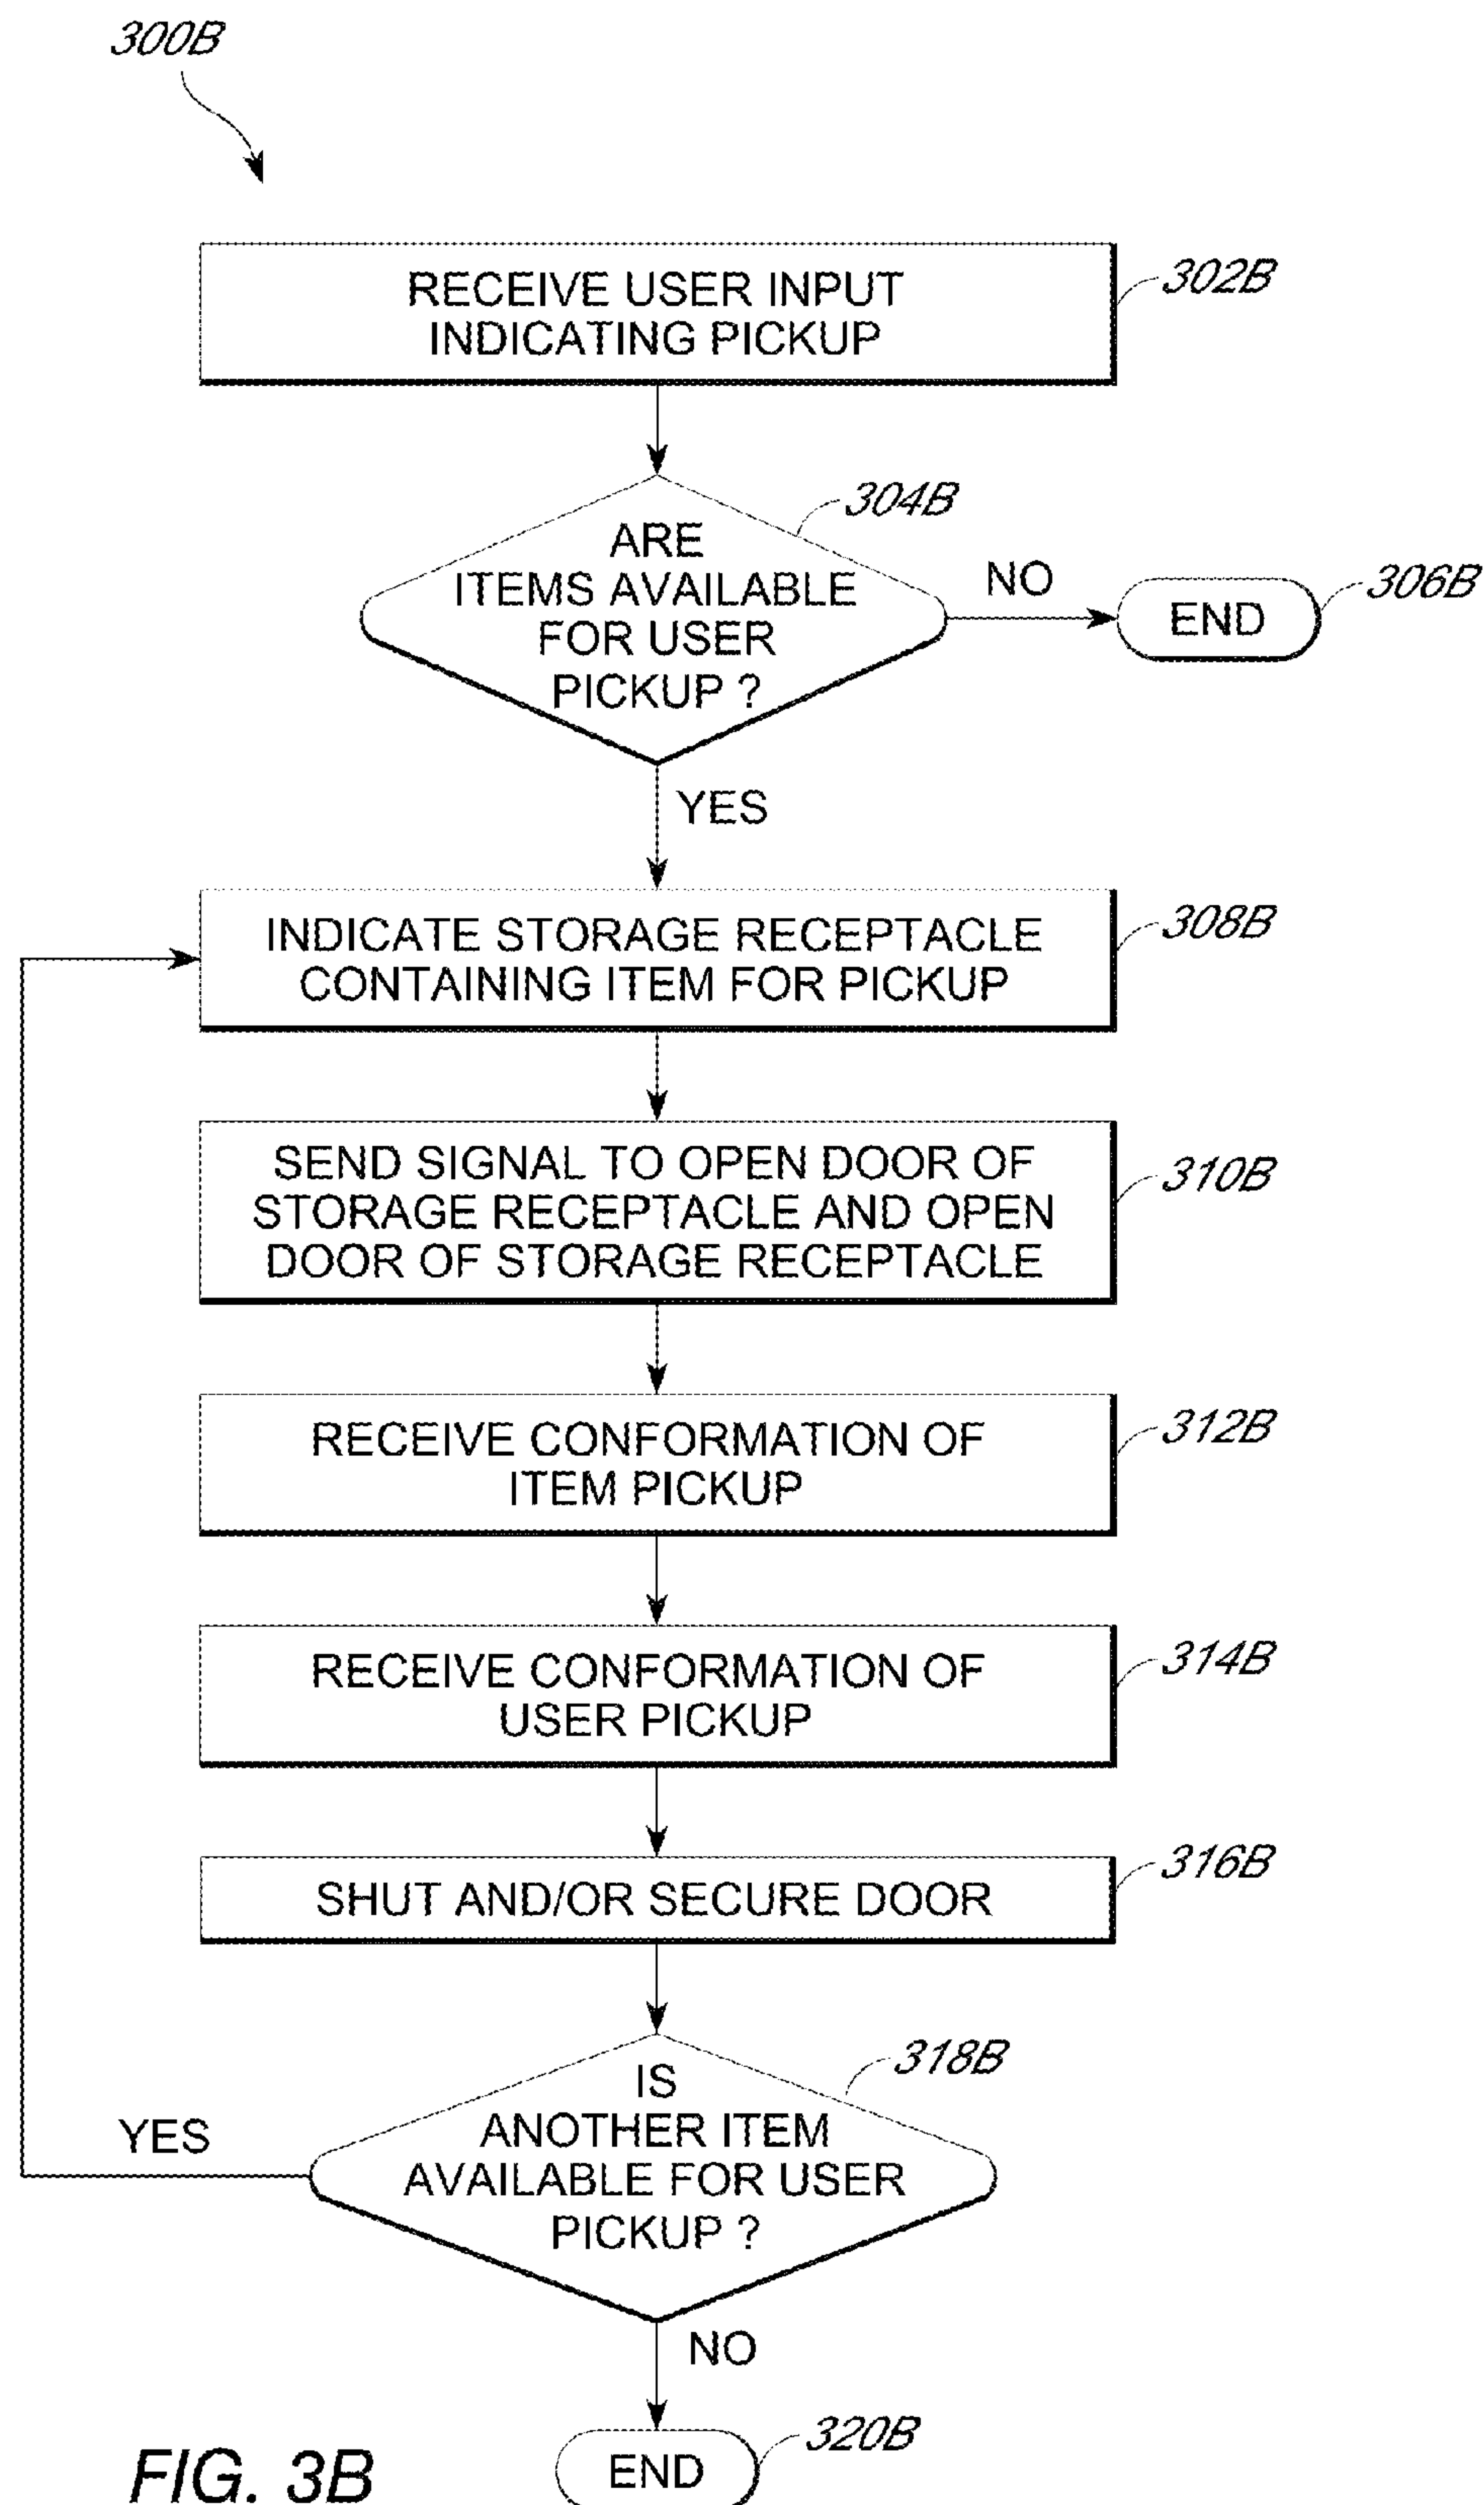 300B
RECEIVE USER INPUT
INDICATING PICKUP
302B
304B
ARE
ITEMS AVAILABLE
FOR USER
PICKUP ?
NO
END
306B
YES
INDICATE STORAGE RECEPTACLE
CONTAINING ITEM FOR PICKUP
308B
SEND SIGNAL TO OPEN DOOR OF
STORAGE RECEPTACLE AND OPEN
DOOR OF STORAGE RECEPTACLE
310B
RECEIVE CONFORMATION OF
ITEM PICKUP
312B
RECEIVE CONFORMATION OF
USER PICKUP
314B
SHUT AND/OR SECURE DOOR
316B
318B
IS
ANOTHER ITEM
AVAILABLE FOR USER
PICKUP ?
YES
NO
END
320B
FIG. 3B